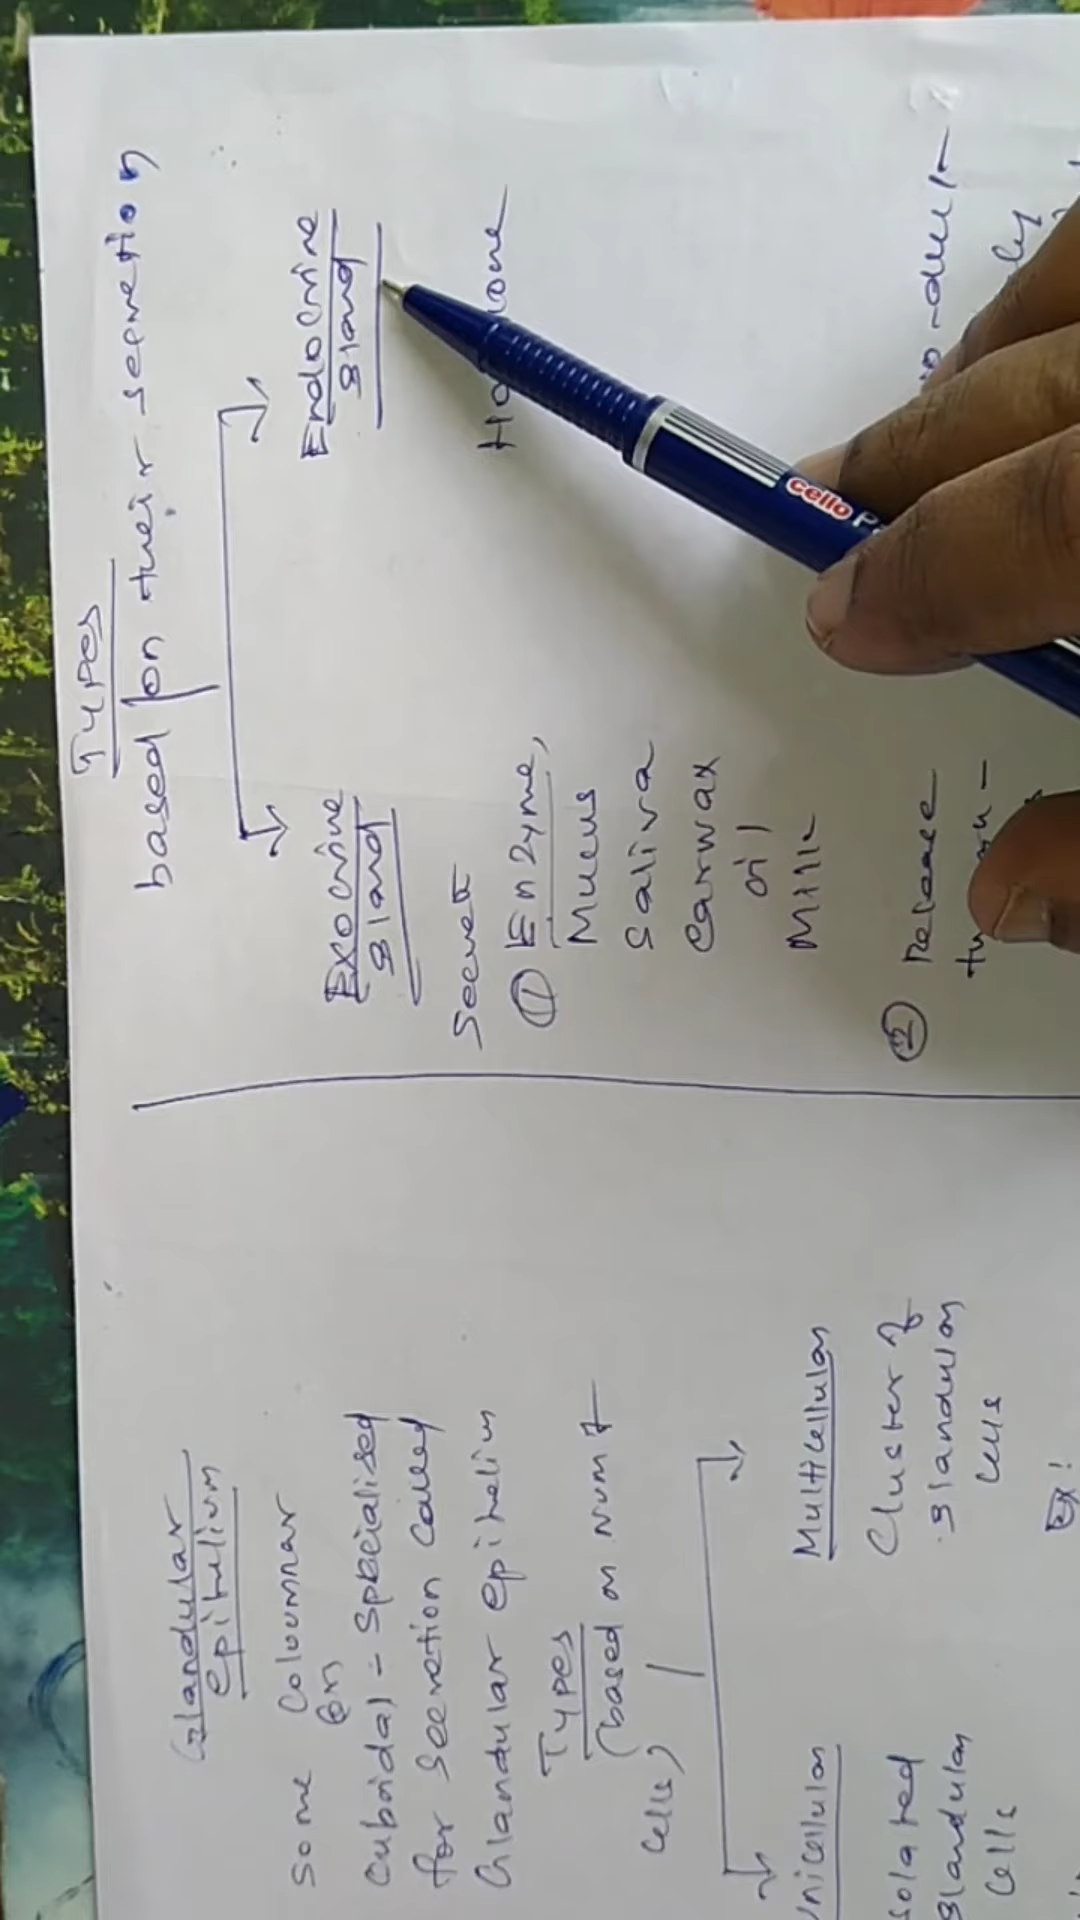 Glandular
epithelium
Some Coloumnar
(or)
Cuboidal - Specialised
for secretion called
Glandular epithelium
Types
(based on num of
cells)
Unicellular
Isolated
glandular
cells
Multicellular
Cluster of
glandular
cells
Ex:
Types
based on their secretion
Exocrine
gland
Secrete
① Enzyme,
Mucus
Saliva
Earwax
oil
Milk
② Release
Endocrine
gland
cello